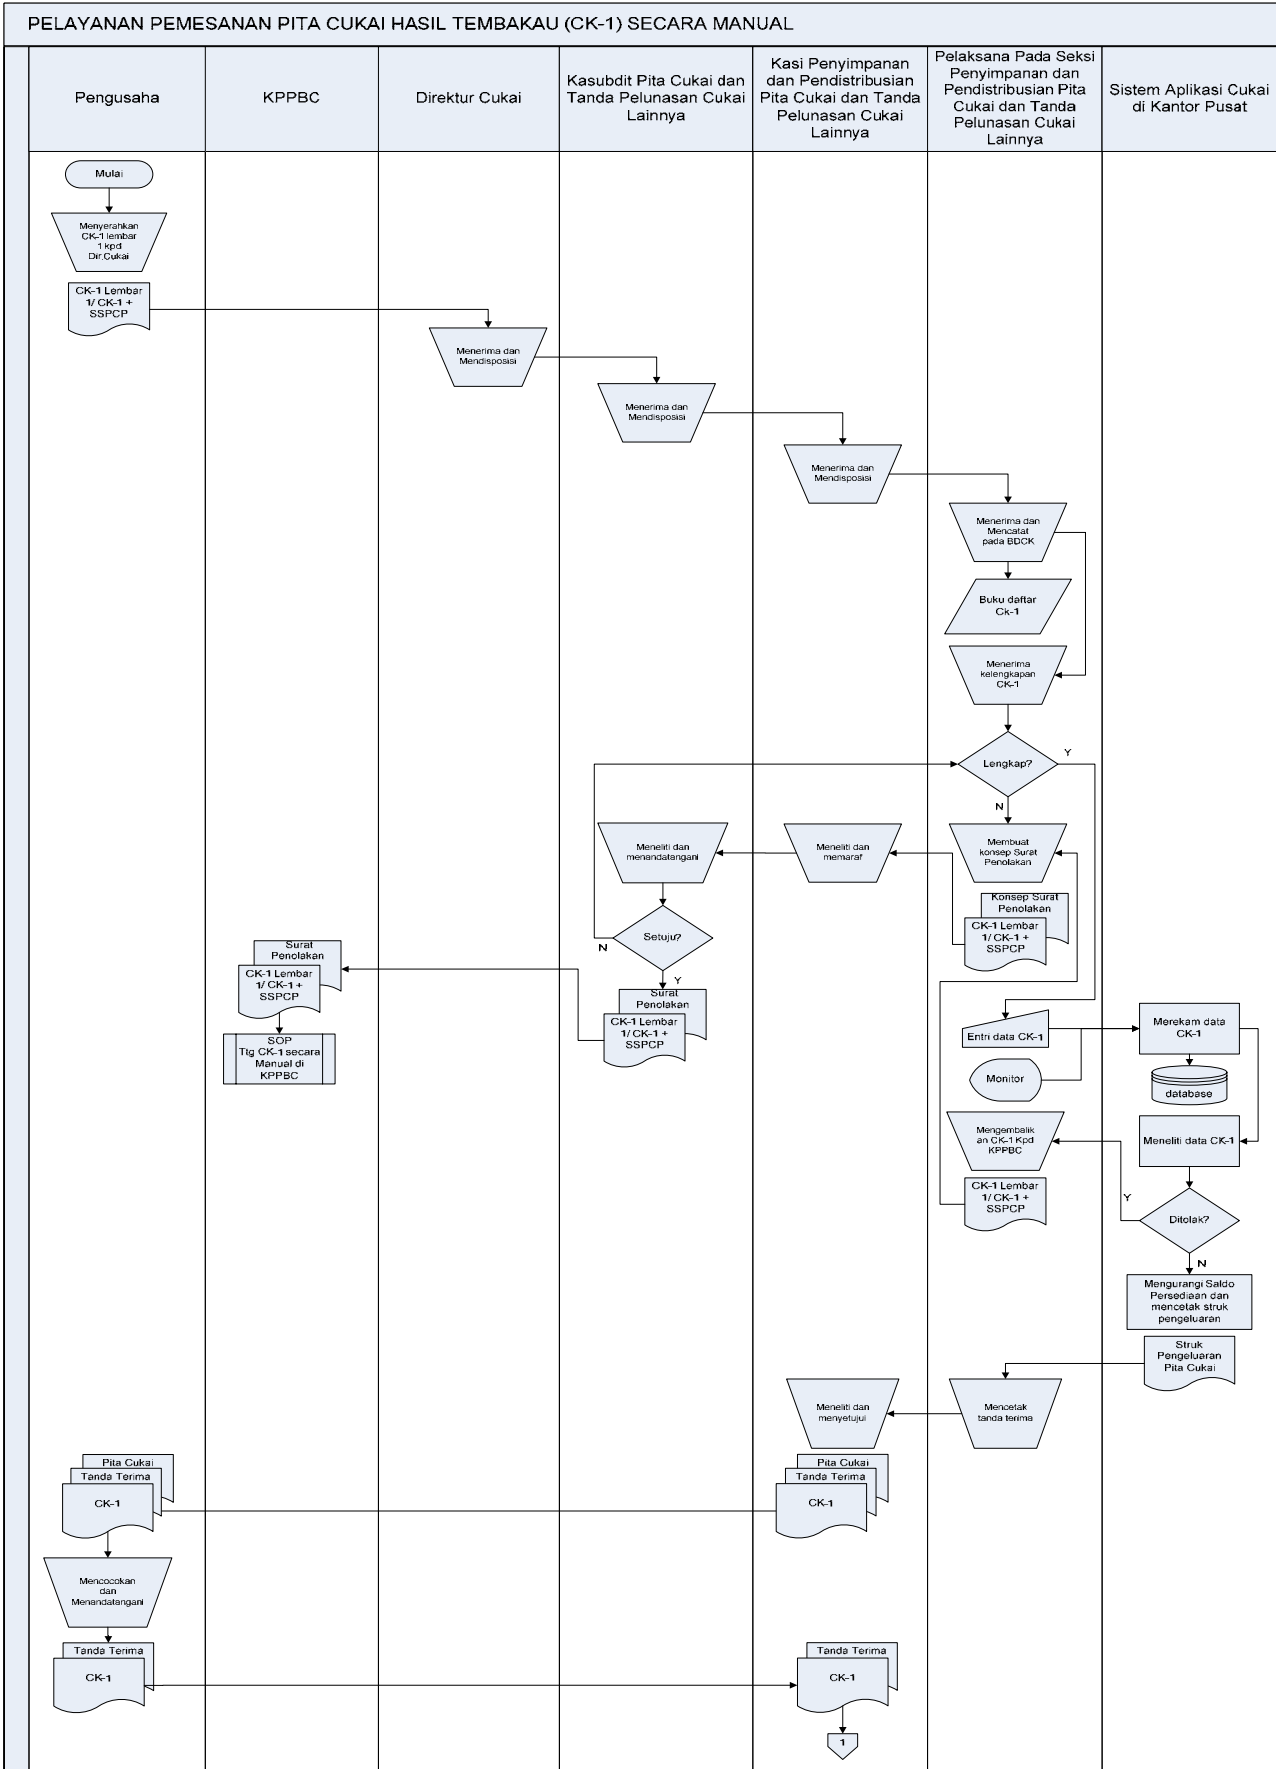 PELAYANAN PEMESANAN PITA CUKAI HASIL TEMBAKAU (CK-1) SECARA MANUAL
Pengusaha
KPPBC
Direktur Cukai
Kasubdit Pita Cukai dan
Tanda Pelunasan Cukai
Lainnya
Kasi Penyimpanan
dan Pendistribusian
Pita Cukai dan Tanda
Pelunasan Cukai
Lainnya
Pelaksana Pada Seksi
Penyimpanan dan
Pendistribusian Pita
Cukai dan Tanda
Pelunasan Cukai
Lainnya
Sistem Aplikasi Cukai
di Kantor Pusat
Mulai
Menyerahkan
CK-1 lembar
1 kpd
Dir.Cukai
CK-1 Lembar
1/ CK-1 +
SSPCP
Menerima dan
Mendisposisi
Menerima dan
Mendisposisi
Menerima dan
Mendisposisi
Menerima dan
Mencatat
pada BDCK
Buku daftar
Ck-1
Menerima
kelengkapan
CK-1
Lengkap?
Y
N
Membuat
konsep Surat
Penolakan
Meneliti dan
memaraf
Meneliti dan
menandatangani
Konsep Surat
Penolakan
CK-1 Lembar
1/ CK-1 +
SSPCP
Setuju?
N
Y
Surat
Penolakan
CK-1 Lembar
1/ CK-1 +
SSPCP
Surat
Penolakan
CK-1 Lembar
1/ CK-1 +
SSPCP
SOP
Ttg CK-1 secara
Manual di
KPPBC
Entri data CK-1
Monitor
Merekam data
CK-1
database
Meneliti data CK-1
Mengembalik
an CK-1 Kpd
KPPBC
CK-1 Lembar
1/ CK-1 +
SSPCP
Y
Ditolak?
N
Mengurangi Saldo
Persediaan dan
mencetak struk
pengeluaran
Struk
Pengeluaran
Pita Cukai
Mencetak
tanda terima
Meneliti dan
menyetujui
Pita Cukai
Tanda Terima
CK-1
Pita Cukai
Tanda Terima
CK-1
Mencocokan
dan
Menandatangani
Tanda Terima
CK-1
Tanda Terima
CK-1
1